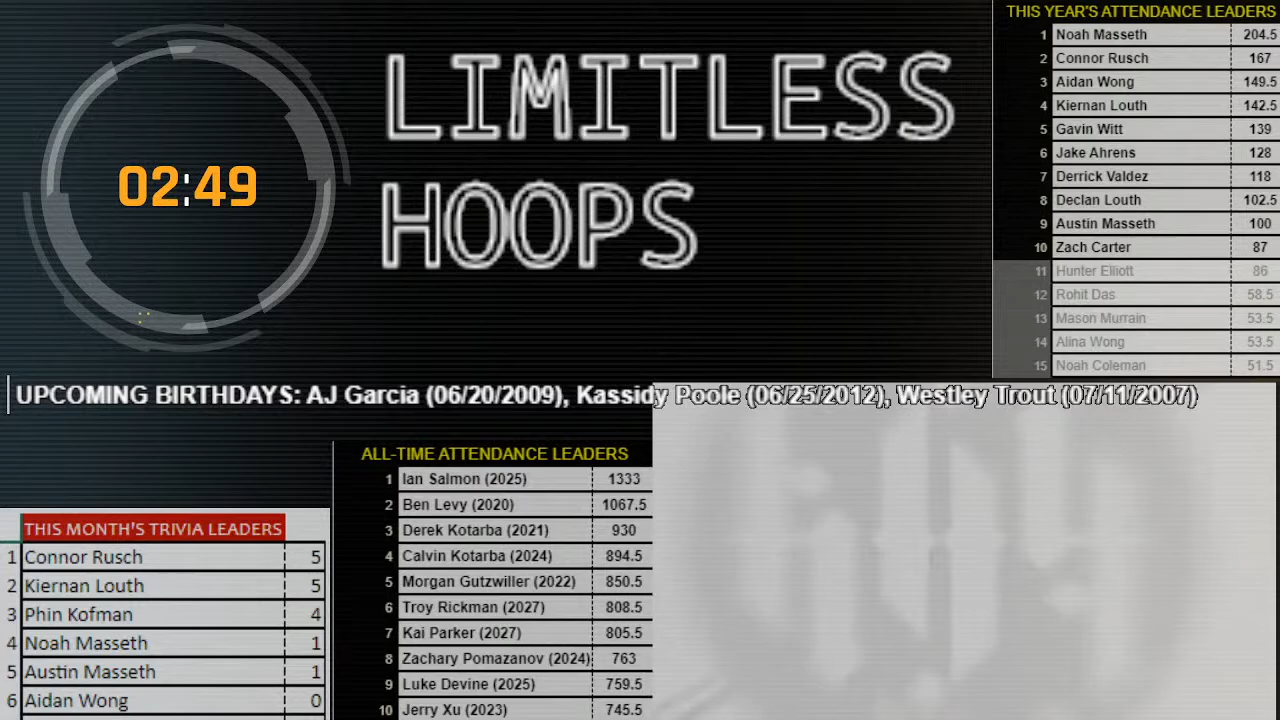 02:49
LIMITLESS
HOOPS
THIS YEAR'S ATTENDANCE LEADERS
1 Noah Masseth 204.5
2 Connor Rusch 167
3 Aidan Wong 149.5
4 Kiernan Louth 142.5
5 Gavin Witt 139
6 Jake Ahrens 128
7 Derrick Valdez 118
8 Declan Louth 102.5
9 Austin Masseth 100
10 Zach Carter 87
11 Hunter Elliott 86
12 Rohit Das 58.5
13 Mason Murrain 53.5
14 Alina Wong 53.5
15 Noah Coleman 51.5
UPCOMING BIRTHDAYS: AJ Garcia (06/20/2009), Kassidy Poole (06/25/2012), Westley Trout (07/11/2007)
ALL-TIME ATTENDANCE LEADERS
1 Ian Salmon (2025) 1333
2 Ben Levy (2020) 1067.5
3 Derek Kotarba (2021) 930
4 Calvin Kotarba (2024) 894.5
5 Morgan Gutzwiller (2022) 850.5
6 Troy Rickman (2027) 808.5
7 Kai Parker (2027) 805.5
8 Zachary Pomazanov (2024) 763
9 Luke Devine (2025) 759.5
10 Jerry Xu (2023) 745.5
THIS MONTH'S TRIVIA LEADERS
1 Connor Rusch 5
2 Kiernan Louth 5
3 Phin Kofman 4
4 Noah Masseth 1
5 Austin Masseth 1
6 Aidan Wong 0